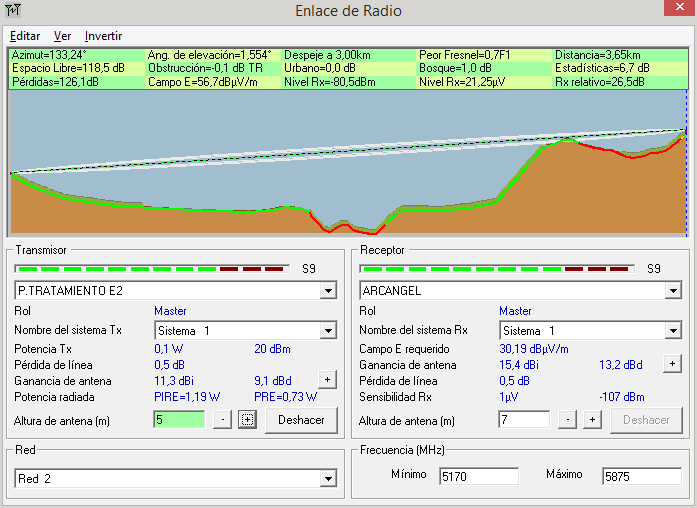 Enlace de Radio
Editar Ver Invertir
Azimut=133,24° Ang. de elevación=1,554° Despeje a 3,00km Peor Fresnel=0,7F1 Distancia=3,65km
Espacio Libre=118,5 dB Obstrucción=-0,1 dB TR Urbano=0,0 dB Bosque=1,0 dB Estadísticas=6,7 dB
Pérdidas=126,1dB Campo E=56,7dBµV/m Nivel Rx=-80,5dBm Nivel Rx=21,25µV Rx relativo=26,5dB
Transmisor
S9
P.TRATAMIENTO E2
Rol Master
Nombre del sistema Tx Sistema 1
Potencia Tx 0,1 W 20 dBm
Pérdida de línea 0,5 dB
Ganancia de antena 11,3 dBi 9,1 dBd +
Potencia radiada PIRE=1,19 W PRE=0,73 W
Altura de antena (m) 5 - + Deshacer
Receptor
S9
ARCANGEL
Rol Master
Nombre del sistema Rx Sistema 1
Campo E requerido 30,19 dBµV/m
Ganancia de antena 15,4 dBi 13,2 dBd +
Pérdida de línea 0,5 dB
Sensibilidad Rx 1µV -107 dBm
Altura de antena (m) 7 - + Deshacer
Red
Red 2
Frecuencia (MHz)
Mínimo 5170 Máximo 5875